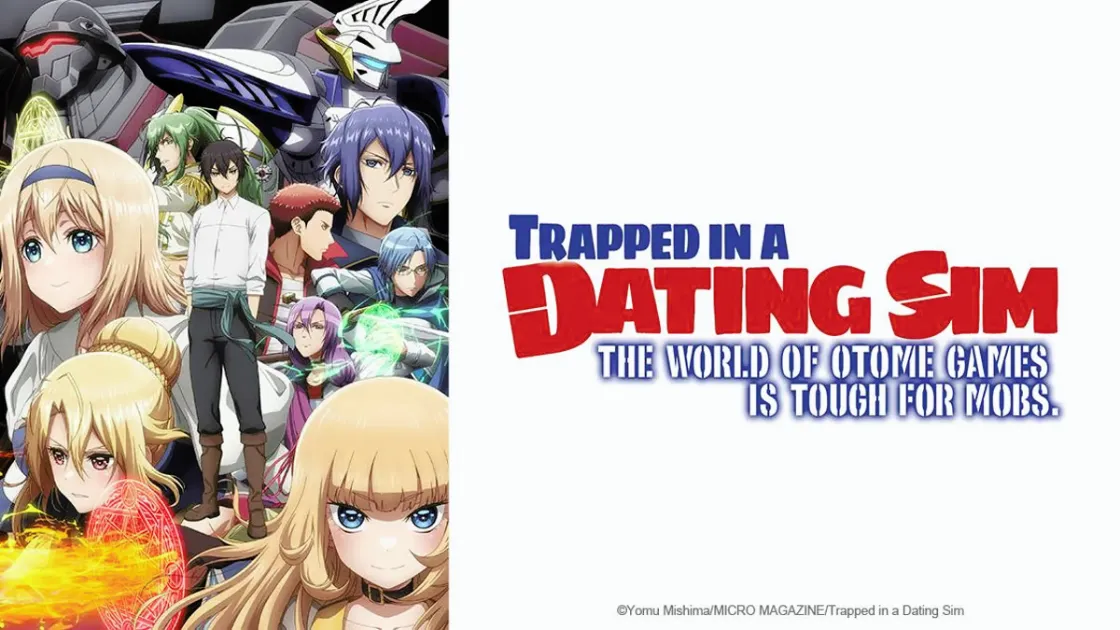 TRAPPED IN A
DATING SIM
THE WORLD OF OTOME GAMES
IS TOUGH FOR MOBS.
©Yomu Mishima/MICRO MAGAZINE/Trapped in a Dating Sim